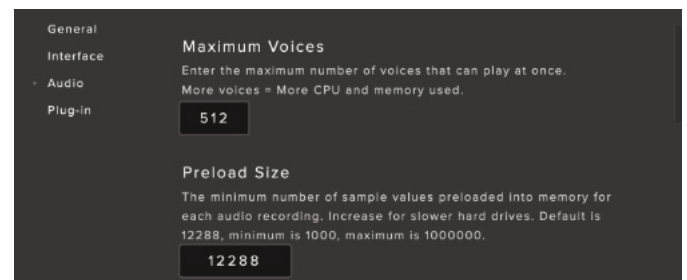 General
Interface
Audio
Plug-in
Maximum Voices
Enter the maximum number of voices that can play at once.
More voices = More CPU and memory used.
512
Preload Size
The minimum number of sample values preloaded into memory for
each audio recording. Increase for slower hard drives. Default is
12288, minimum is 1000, maximum is 1000000.
12288